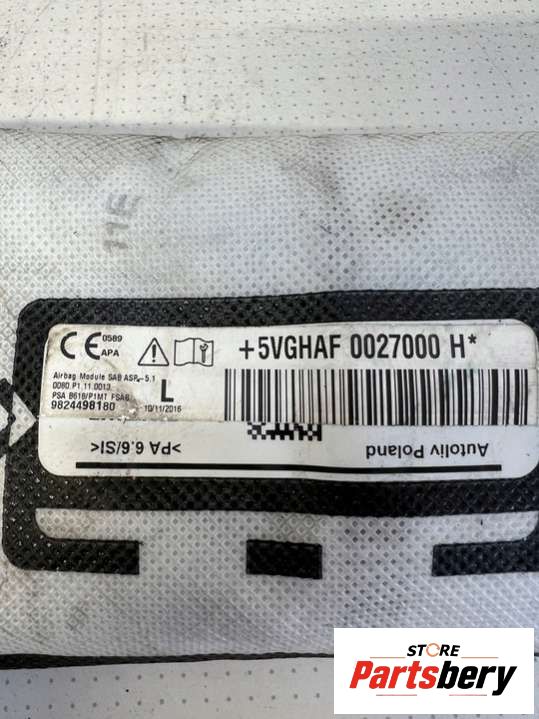 11E
CE 0589
APA
+5VGHAF 0027000 H*
Airbag Module SAB ASP-5,1
0080.P1.11.0013
PSA B618/P1MT FSAB
9824498180
L
10/11/2016
>PA 6.6/SI<
Autoliv Poland
STORE
Partsbery